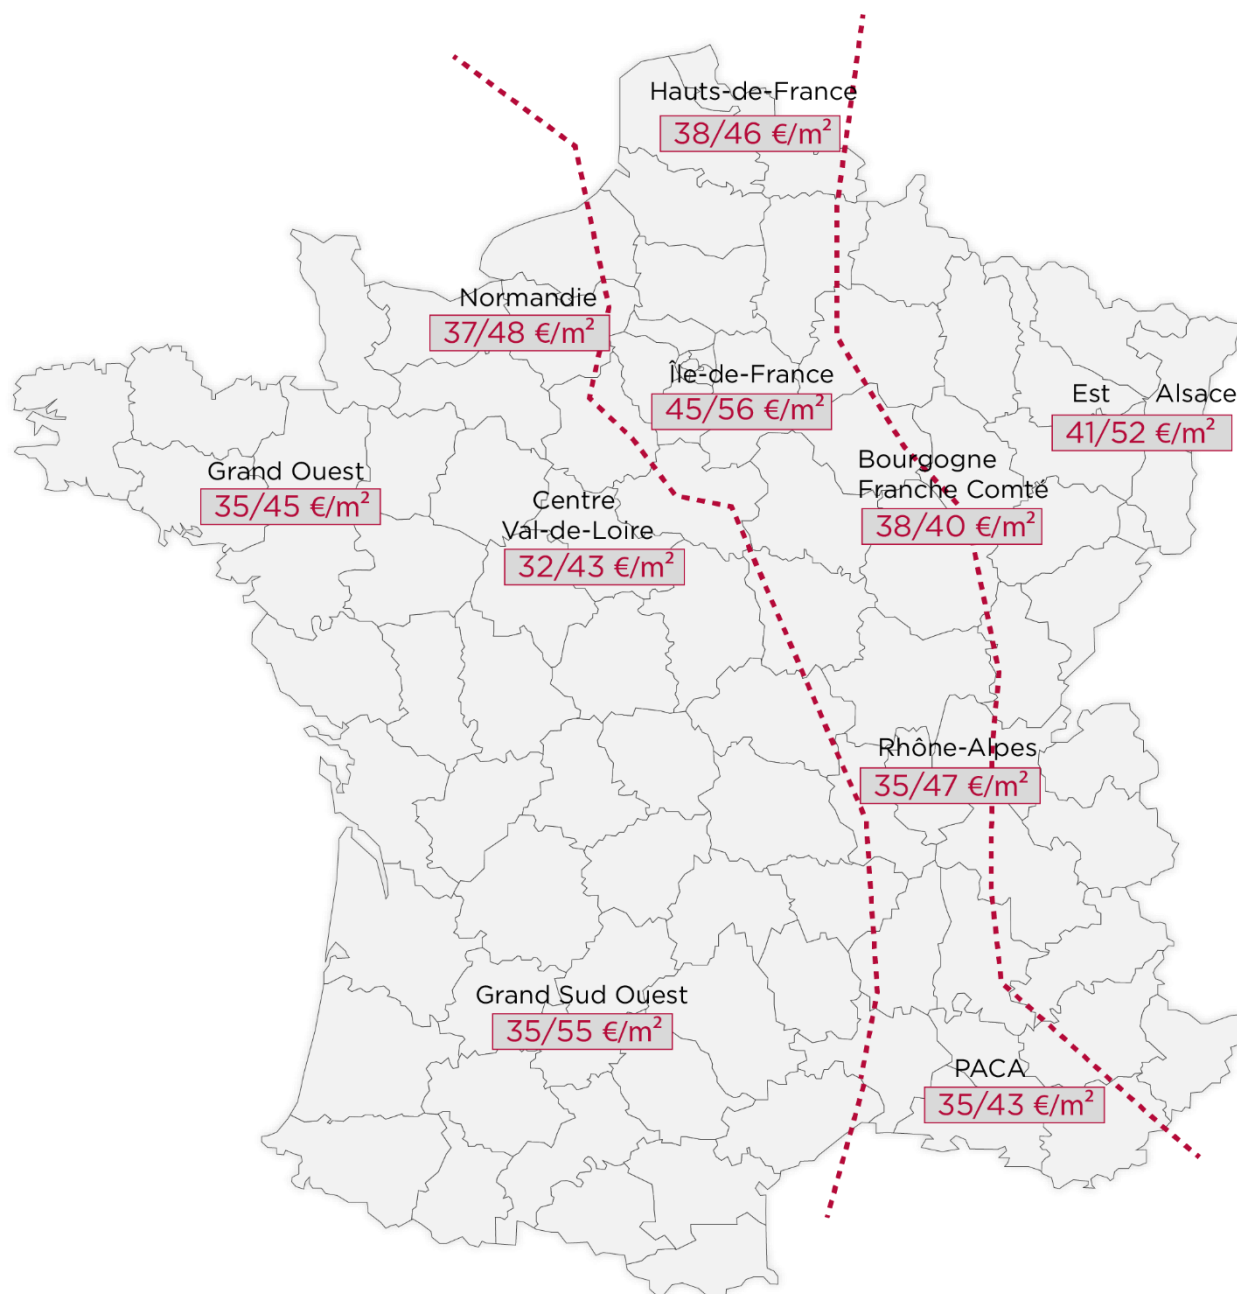 Hauts-de-France
38/46 €/m²
Normandie
37/48 €/m²
Île-de-France
45/56 €/m²
Est Alsace
41/52 €/m²
Grand Ouest
35/45 €/m²
Bourgogne
Franche Comté
38/40 €/m²
Centre
Val-de-Loire
32/43 €/m²
Rhône-Alpes
35/47 €/m²
Grand Sud Ouest
35/55 €/m²
PACA
35/43 €/m²